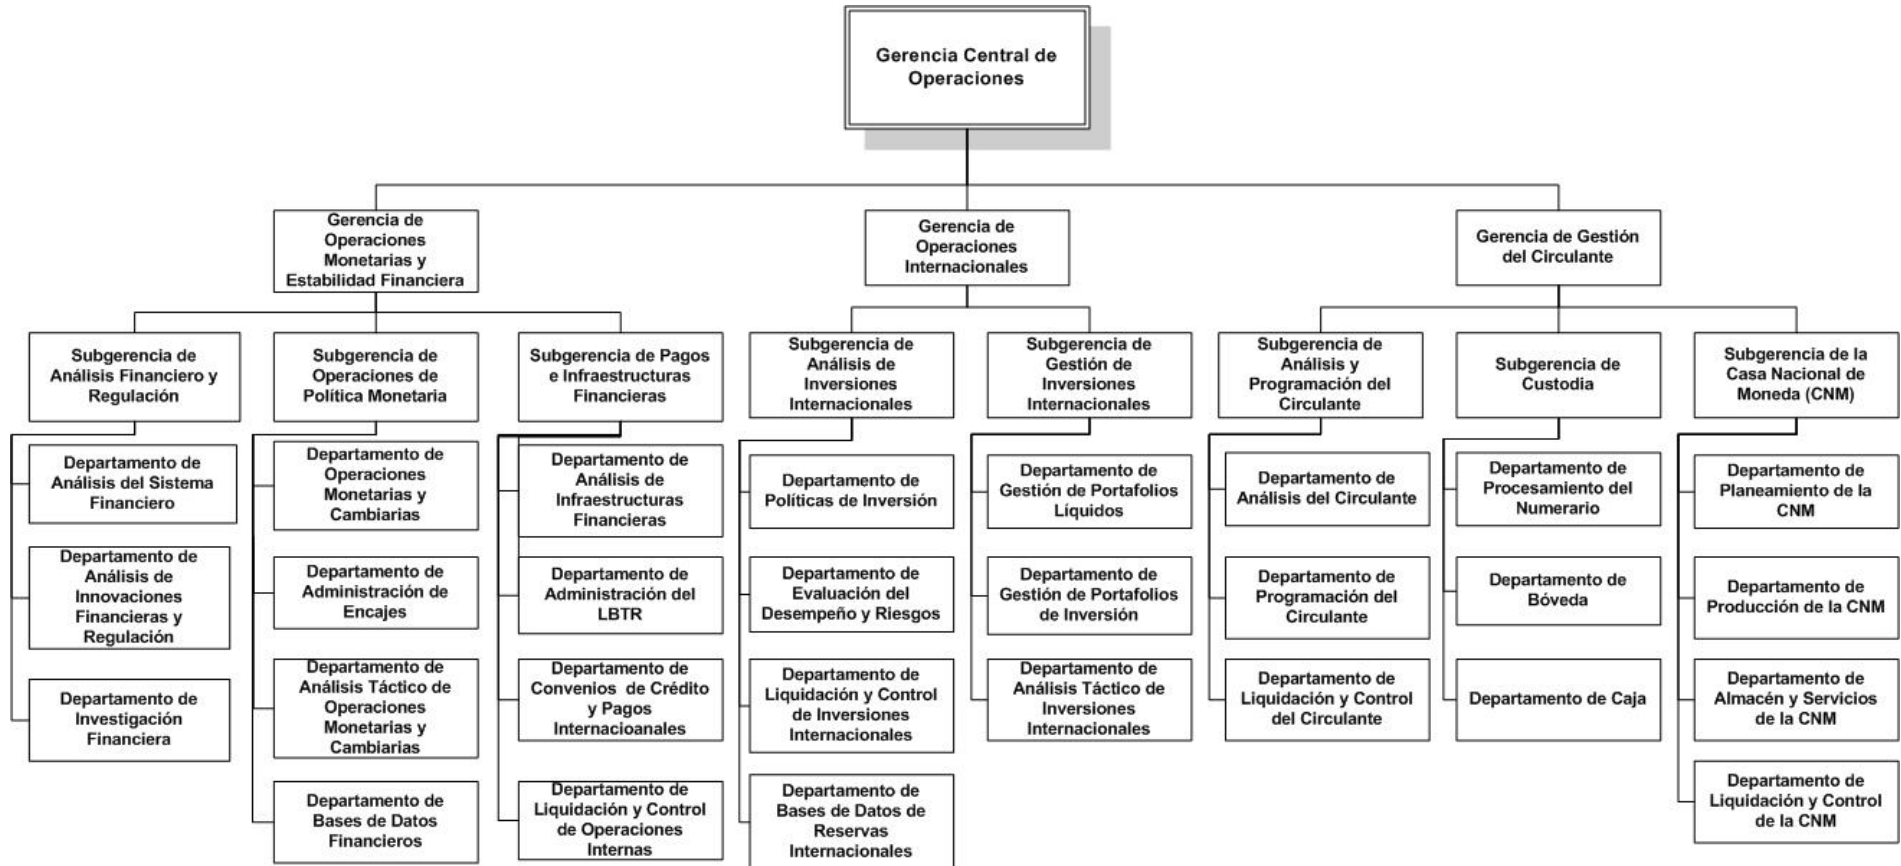 Gerencia Central de
Operaciones
Gerencia de
Operaciones
Monetarias y
Estabilidad Financiera
Gerencia de
Operaciones
Internacionales
Gerencia de Gestión
del Circulante
Subgerencia de
Análisis Financiero y
Regulación
Subgerencia de
Operaciones de
Política Monetaria
Subgerencia de Pagos
e Infraestructuras
Financieras
Subgerencia de
Análisis de
Inversiones
Internacionales
Subgerencia de
Gestión de
Inversiones
Internacionales
Subgerencia de
Análisis y
Programación del
Circulante
Subgerencia de
Custodia
Subgerencia de la
Casa Nacional de
Moneda (CNM)
Departamento de
Análisis del Sistema
Financiero
Departamento de
Operaciones
Monetarias y
Cambiarias
Departamento de
Análisis de
Infraestructuras
Financieras
Departamento de
Políticas de Inversión
Departamento de
Gestión de Portafolios
Líquidos
Departamento de
Análisis del Circulante
Departamento de
Procesamiento del
Numerario
Departamento de
Planeamiento de la
CNM
Departamento de
Análisis de
Innovaciones
Financieras y
Regulación
Departamento de
Administración de
Encajes
Departamento de
Administración del
LBTR
Departamento de
Evaluación del
Desempeño y Riesgos
Departamento de
Gestión de Portafolios
de Inversión
Departamento de
Programación del
Circulante
Departamento de
Bóveda
Departamento de
Producción de la CNM
Departamento de
Investigación
Financiera
Departamento de
Análisis Táctico de
Operaciones
Monetarias y
Cambiarias
Departamento de
Convenios de Crédito
y Pagos
Internacioanales
Departamento de
Liquidación y Control
de Inversiones
Internacionales
Departamento de
Análisis Táctico de
Inversiones
Internacionales
Departamento de
Liquidación y Control
del Circulante
Departamento de Caja
Departamento de
Almacén y Servicios
de la CNM
Departamento de
Bases de Datos
Financieros
Departamento de
Liquidación y Control
de Operaciones
Internas
Departamento de
Bases de Datos de
Reservas
Internacionales
Departamento de
Liquidación y Control
de la CNM